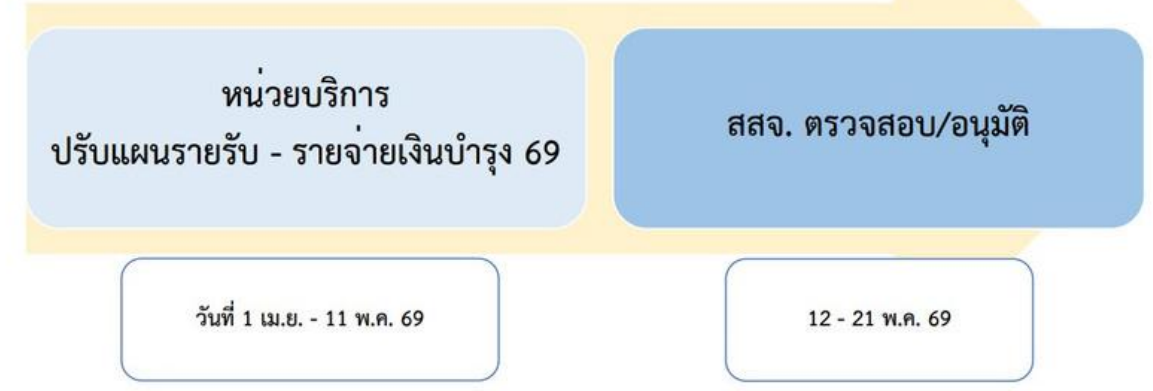 หน่วยบริการ
ปรับแผนรายรับ - รายจ่ายเงินบำรุง 69
สสจ. ตรวจสอบ/อนุมัติ
วันที่ 1 เม.ย. - 11 พ.ค. 69
12 - 21 พ.ค. 69